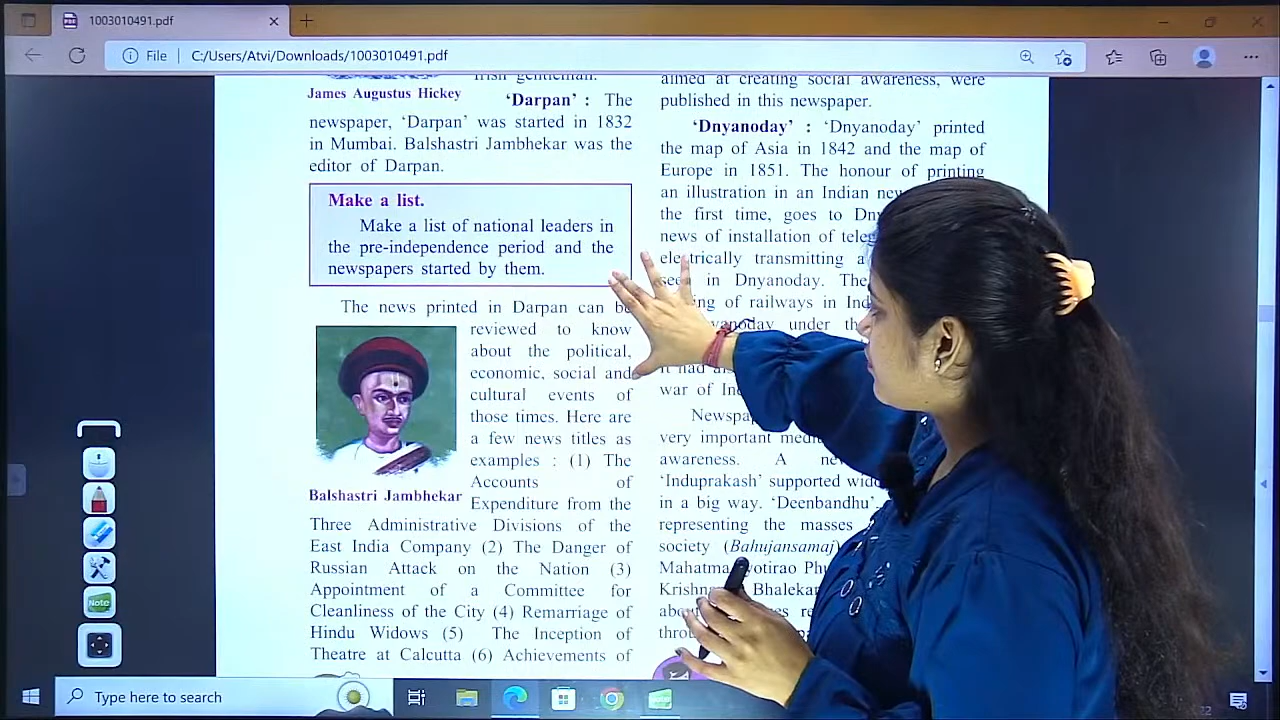 1003010491.pdf
File C:/Users/Atvi/Downloads/1003010491.pdf
Irish gentleman.
James Augustus Hickey
‘Darpan’ : The
newspaper, ‘Darpan’ was started in 1832
in Mumbai. Balshastri Jambhekar was the
editor of Darpan.
Make a list.
Make a list of national leaders in
the pre-independence period and the
newspapers started by them.
The news printed in Darpan can be
reviewed to know
about the political,
economic, social and
cultural events of
those times. Here are
a few news titles as
examples : (1) The
Accounts of
Balshastri Jambhekar
Expenditure from the
Three Administrative Divisions of the
East India Company (2) The Danger of
Russian Attack on the Nation (3)
Appointment of a Committee for
Cleanliness of the City (4) Remarriage of
Hindu Widows (5) The Inception of
Theatre at Calcutta (6) Achievements of
aimed at creating social awareness, were
published in this newspaper.
‘Dnyanoday’ : ‘Dnyanoday’ printed
the map of Asia in 1842 and the map of
Europe in 1851. The honour of printing
an illustration in an Indian
the first time, goes to
news of installation of
electrically transmitting a
in Dnyanoday. The
of railways in
under
It had
war of
very important
awareness. A
‘Induprakash’ supported
in a big way. ‘Deenbandhu’
representing the masses
society (Bahujansamaj)
Mahatma Jyotirao
Bhalekar
Note
Type here to search